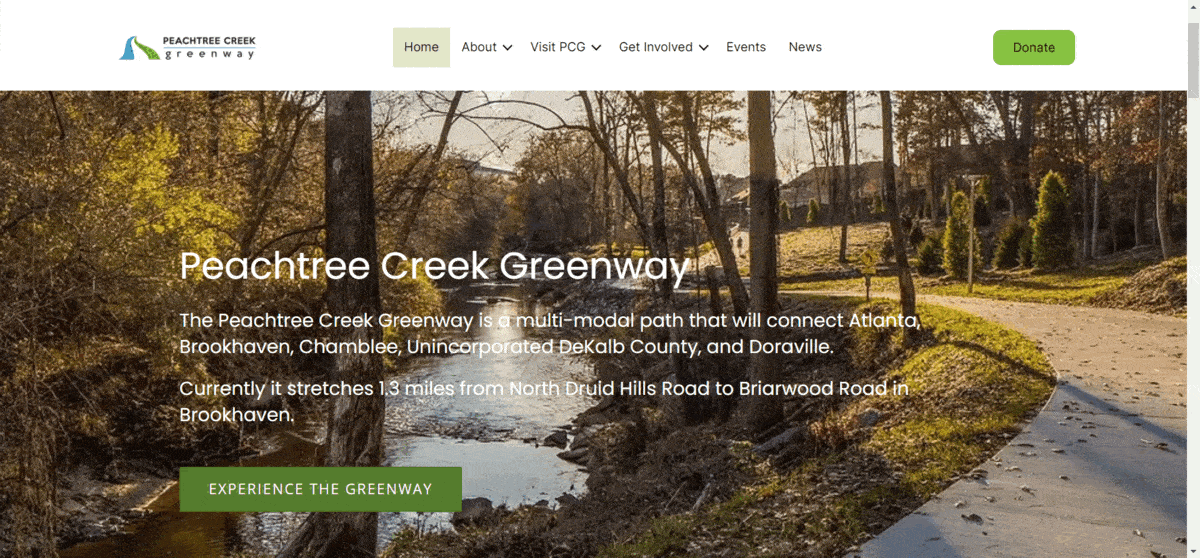 PEACHTREE CREEK
greenway
Home
About
Visit PCG
Get Involved
Events
News
Donate
Peachtree Creek Greenway
The Peachtree Creek Greenway is a multi-modal path that will connect Atlanta,
Brookhaven, Chamblee, Unincorporated DeKalb County, and Doraville.
Currently it stretches 1.3 miles from North Druid Hills Road to Briarwood Road in
Brookhaven.
EXPERIENCE THE GREENWAY